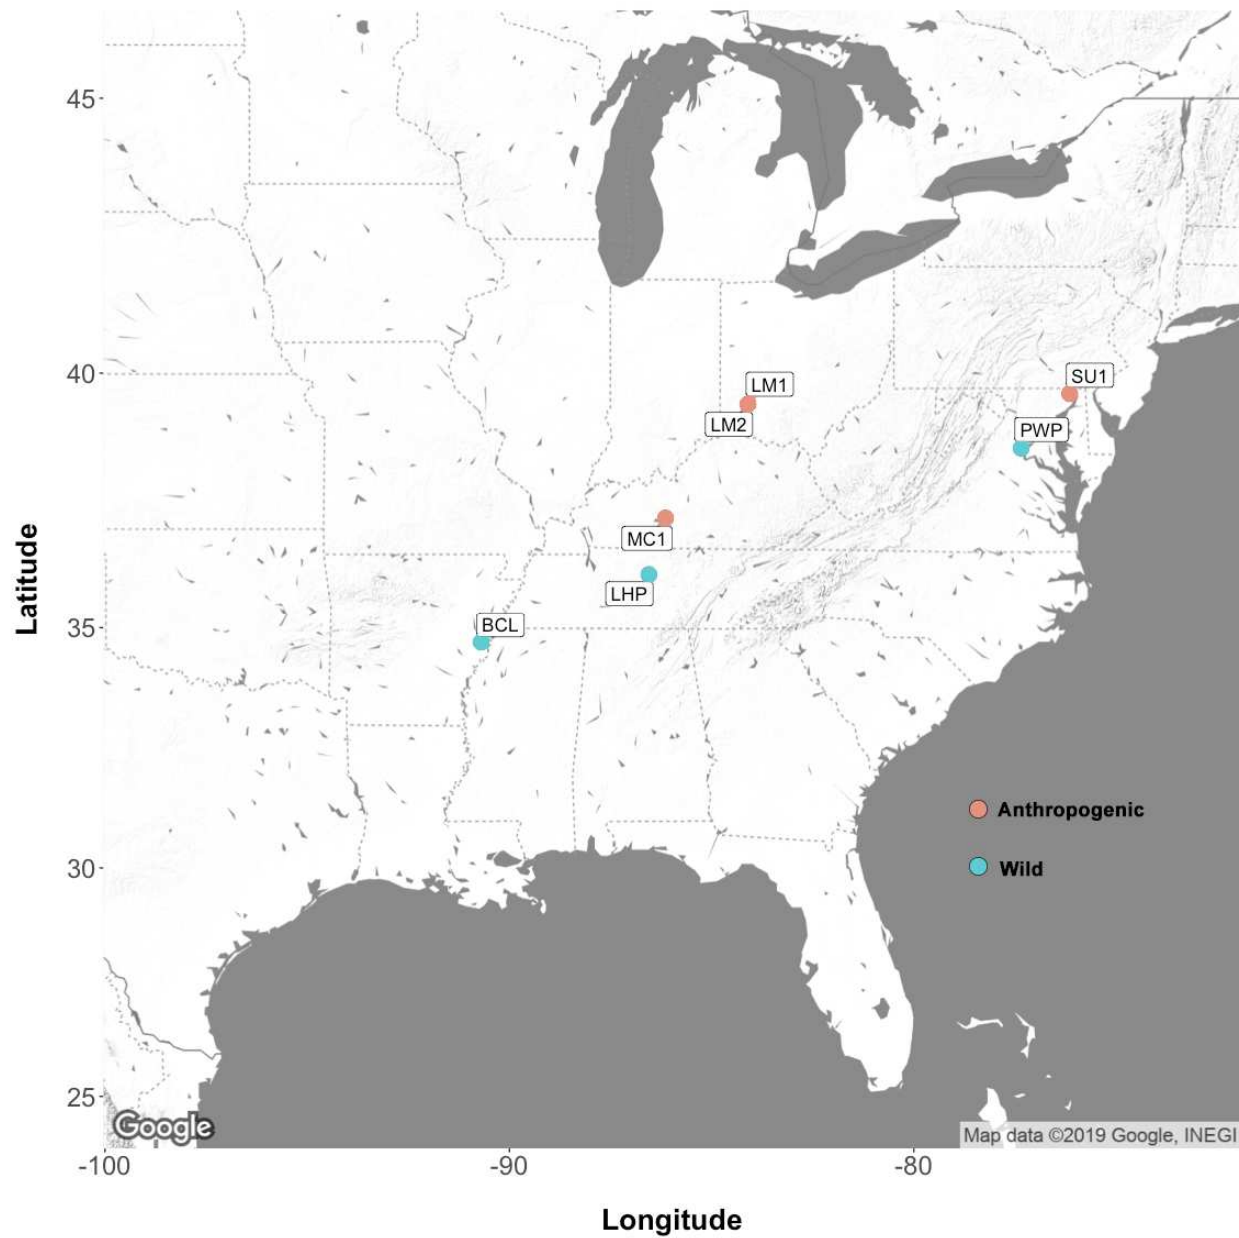 45
40
SU1
LM1
LM2
PWP
MC1
LHP
BCL
35
Latitude
Anthropogenic
30
Wild
25
Google
Map data ©2019 Google, INEGI
-100
-90
-80
Longitude